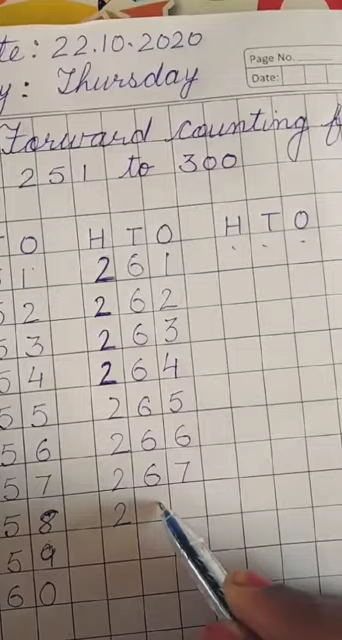 te: 22.10.2020
y: Thursday
Page No.
Date:
Forward counting f
251 to 300
T O H T O H T O
5 1 2 6 1
5 2 2 6 2
5 3 2 6 3
5 4 2 6 4
5 5 2 6 5
5 6 2 6 6
5 7 2 6 7
5 8 2
5 9
6 0